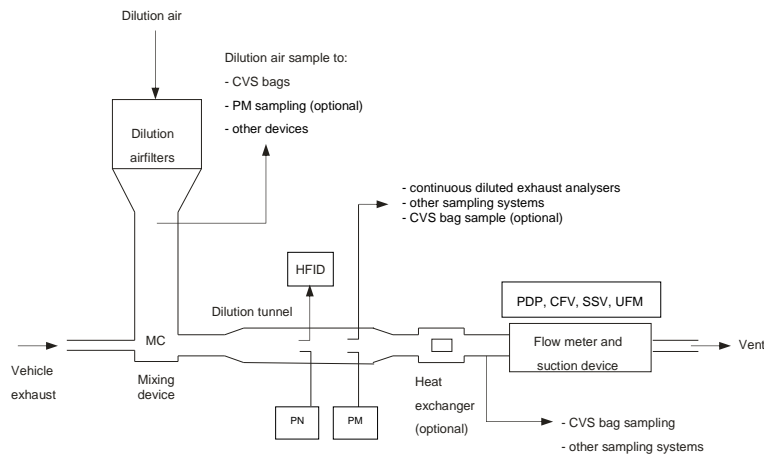 Dilution air
Dilution air sample to:
- CVS bags
- PM sampling (optional)
- other devices
Dilution
airfilters
- continuous diluted exhaust analysers
- other sampling systems
- CVS bag sample (optional)
HFID
PDP, CFV, SSV, UFM
Dilution tunnel
MC
Flow meter and
suction device
Vent
Vehicle
exhaust
Mixing
device
Heat
exchanger
(optional)
PN
PM
- CVS bag sampling
- other sampling systems